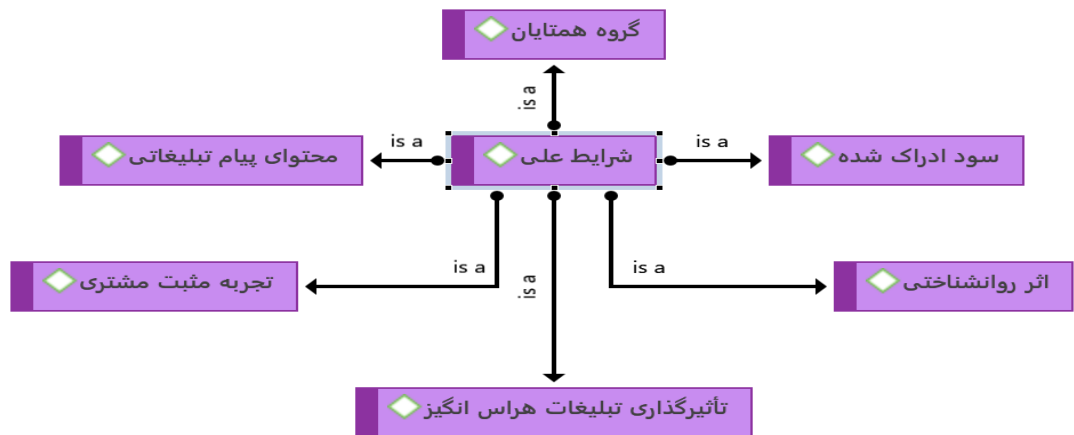 گروه همتایان
is a
محتوای پیام تبلیغاتی
is a
شرایط علی
is a
سود ادراک شده
تجربه مثبت مشتری
is a
is a
is a
اثر روانشناختی
تأثیرگذاری تبلیغات هراس انگیز